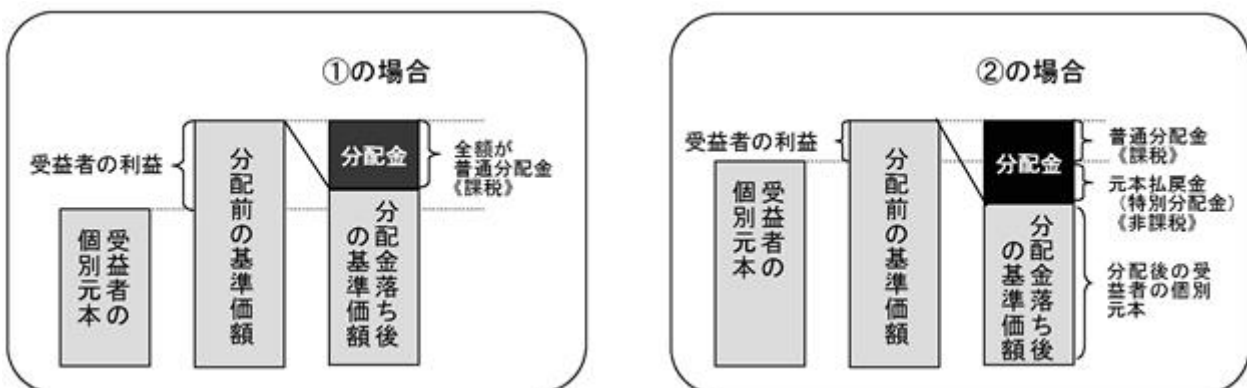 ①の場合
受益者の利益
受益者の
個別元本
分配前の基準価額
分配金
分配金落ち後
の基準価額
全額が
普通分配金
《課税》
②の場合
受益者の利益
受益者の
個別元本
分配前の基準価額
分配金
分配金落ち後
の基準価額
普通分配金
《課税》
元本払戻金
(特別分配金)
《非課税》
分配後の受
益者の個別
元本